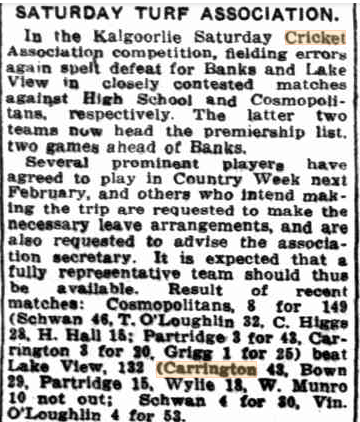 SATURDAY TURF ASSOCIATION.
In the Kalgoorlie Saturday Cricket
Association competition, fielding errors
again spelt defeat for Banks and Lake
View in closely contested matches
against High School and Cosmopoli-
tans, respectively. The latter two
teams now head the premiership list,
two games ahead of Banks.
Several prominent players have
agreed to play in Country Week next
February, and others who intend mak-
ing the trip are requested to make the
necessary leave arrangements, and are
also requested to advise the associa-
tion secretary. It is expected that a
fully representative team should thus
be available. Result of recent
matches: Cosmopolitans, 8 for 149
(Schwan 46, T. O'Loughlin 32, C. Higgs
28, H. Hall 15; Partridge 3 for 43, Car-
rington 3 for 20, Grigg 1 for 25) beat
Lake View, 132 (Carrington 43, Bown
29, Partridge 15, Wylie 18, W. Munro
10 not out; Schwan 4 for 30, Vin.
O'Loughlin 4 for 53.